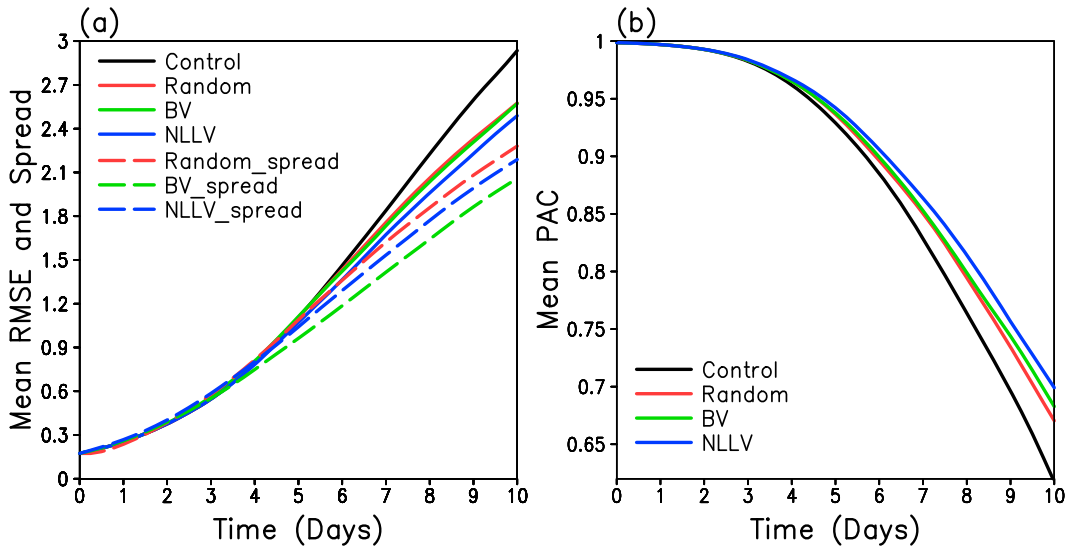 (a)
Mean RMSE and Spread
3
2.7
2.4
2.1
1.8
1.5
1.2
0.9
0.6
0.3
0
Control
Random
BV
NLLV
Random_spread
BV_spread
NLLV_spread
0 1 2 3 4 5 6 7 8 9 10
Time (Days)
(b)
Mean PAC
1
0.95
0.9
0.85
0.8
0.75
0.7
0.65
Control
Random
BV
NLLV
0 1 2 3 4 5 6 7 8 9 10
Time (Days)